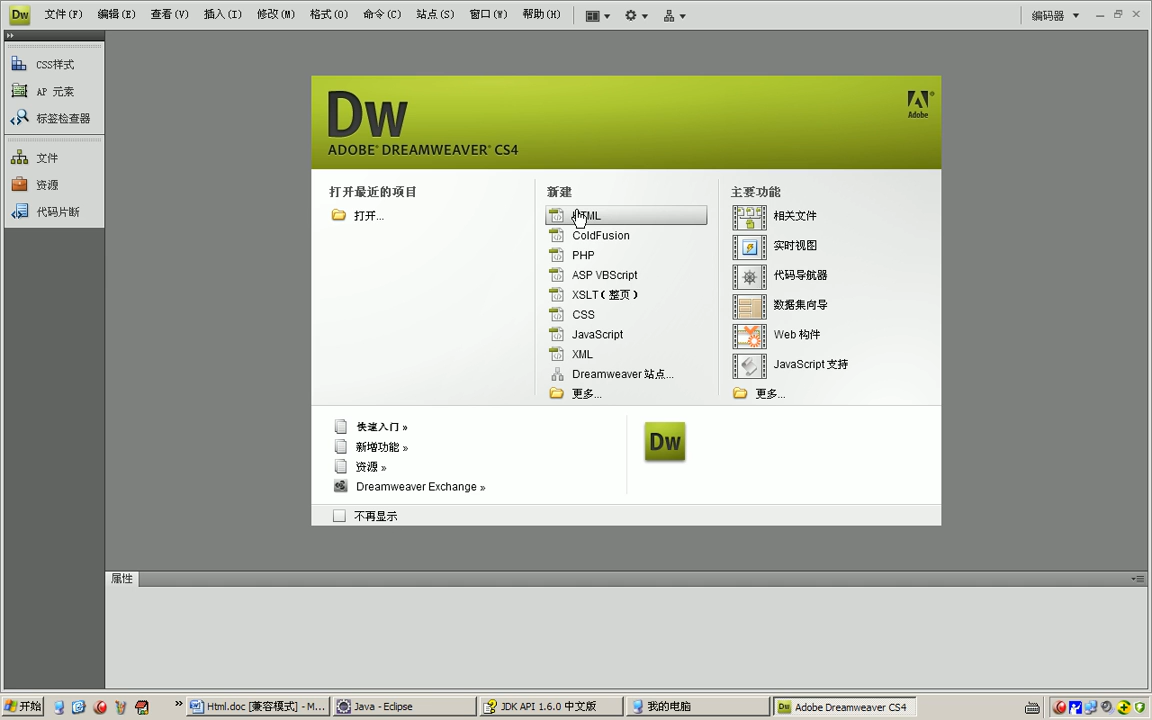 Dw 文件(F) 编辑(E) 查看(V) 插入(I) 修改(M) 格式(O) 命令(C) 站点(S) 窗口(W) 帮助(H) 编码器
CSS样式
AP 元素
标签检查器
文件
资源
代码片断
Dw
ADOBE® DREAMWEAVER® CS4
Adobe
打开最近的项目
打开...
新建
HTML
ColdFusion
PHP
ASP VBScript
XSLT（整页）
CSS
JavaScript
XML
Dreamweaver 站点...
更多...
主要功能
相关文件
实时视图
代码导航器
数据集向导
Web 构件
JavaScript 支持
更多...
快速入门 »
新增功能 »
资源 »
Dreamweaver Exchange »
Dw
不再显示
属性
开始 » Html.doc [兼容模式] - M... Java - Eclipse JDK API 1.6.0 中文版 我的电脑 Dw Adobe Dreamweaver CS4